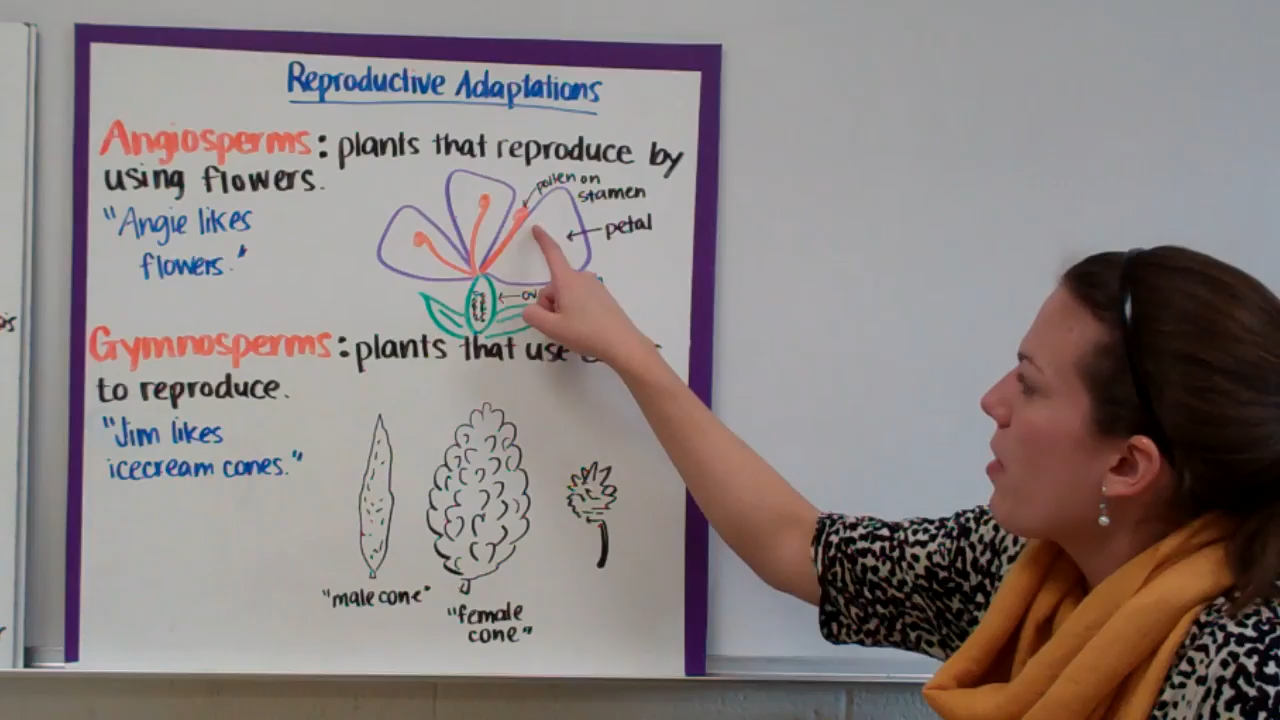 Reproductive Adaptations
Angiosperms: plants that reproduce by
using flowers.
pollen on
stamen
petal
"Angie likes
flowers."
Gymnosperms: plants that use
to reproduce.
"Jim likes
icecream cones."
"male cone"
"female
cone"